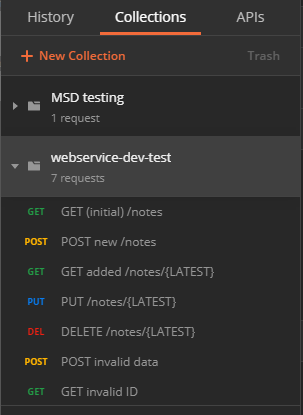 History Collections APIs
+ New Collection Trash
MSD testing
1 request
webservice-dev-test
7 requests
GET GET (initial) /notes
POST POST new /notes
GET GET added /notes/{LATEST}
PUT PUT /notes/{LATEST}
DEL DELETE /notes/{LATEST}
POST POST invalid data
GET GET invalid ID